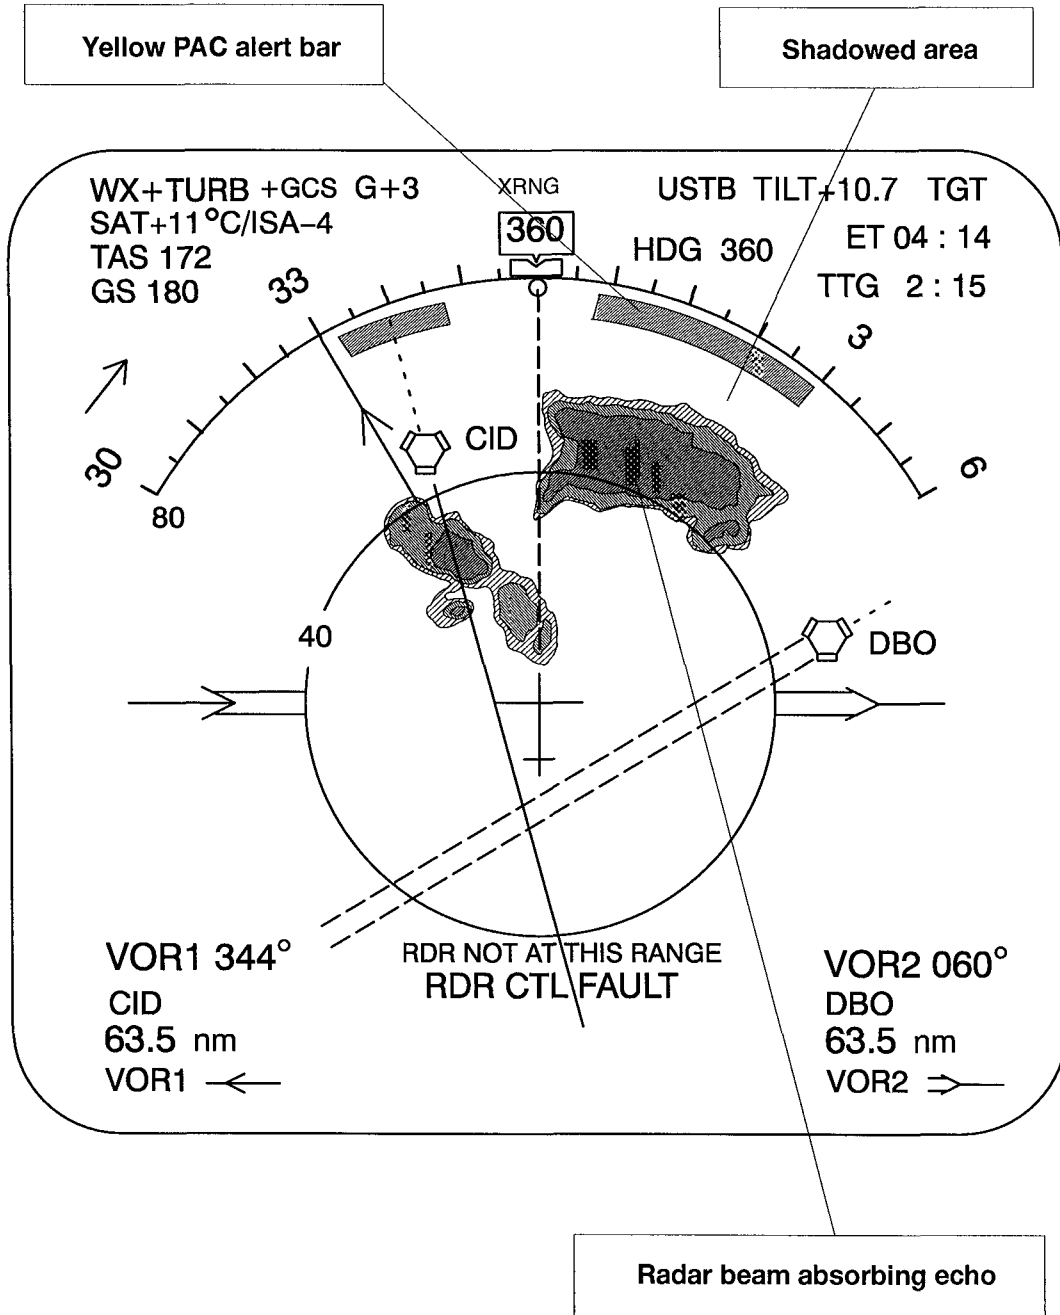 Yellow PAC alert bar
Shadowed area
WX+TURB +GCS G+3
XRNG
USTB TILT+10.7 TGT
SAT+11°C/ISA–4
360
HDG 360
ET 04 : 14
TAS 172
GS 180
TTG 2 : 15
33
3
30
6
80
CID
40
DBO
VOR1 344°
RDR NOT AT THIS RANGE
VOR2 060°
RDR CTL FAULT
CID
DBO
63.5 nm
63.5 nm
VOR1
VOR2
Radar beam absorbing echo